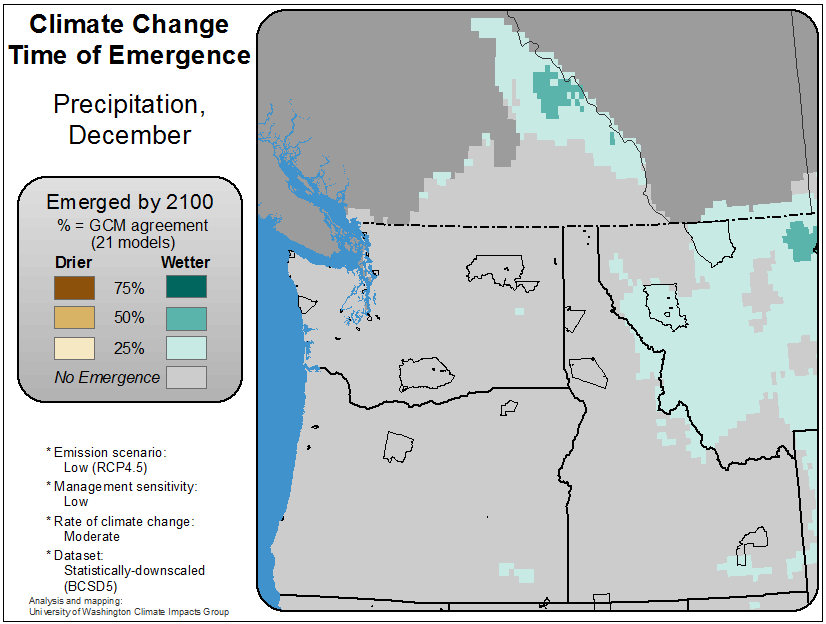 Climate Change
Time of Emergence
Precipitation,
December
Emerged by 2100
% = GCM agreement
(21 models)
Drier Wetter
75%
50%
25%
No Emergence
* Emission scenario:
Low (RCP4.5)
* Management sensitivity:
Low
* Rate of climate change:
Moderate
* Dataset:
Statistically-downscaled
(BCSD5)
Analysis and mapping:
University of Washington Climate Impacts Group